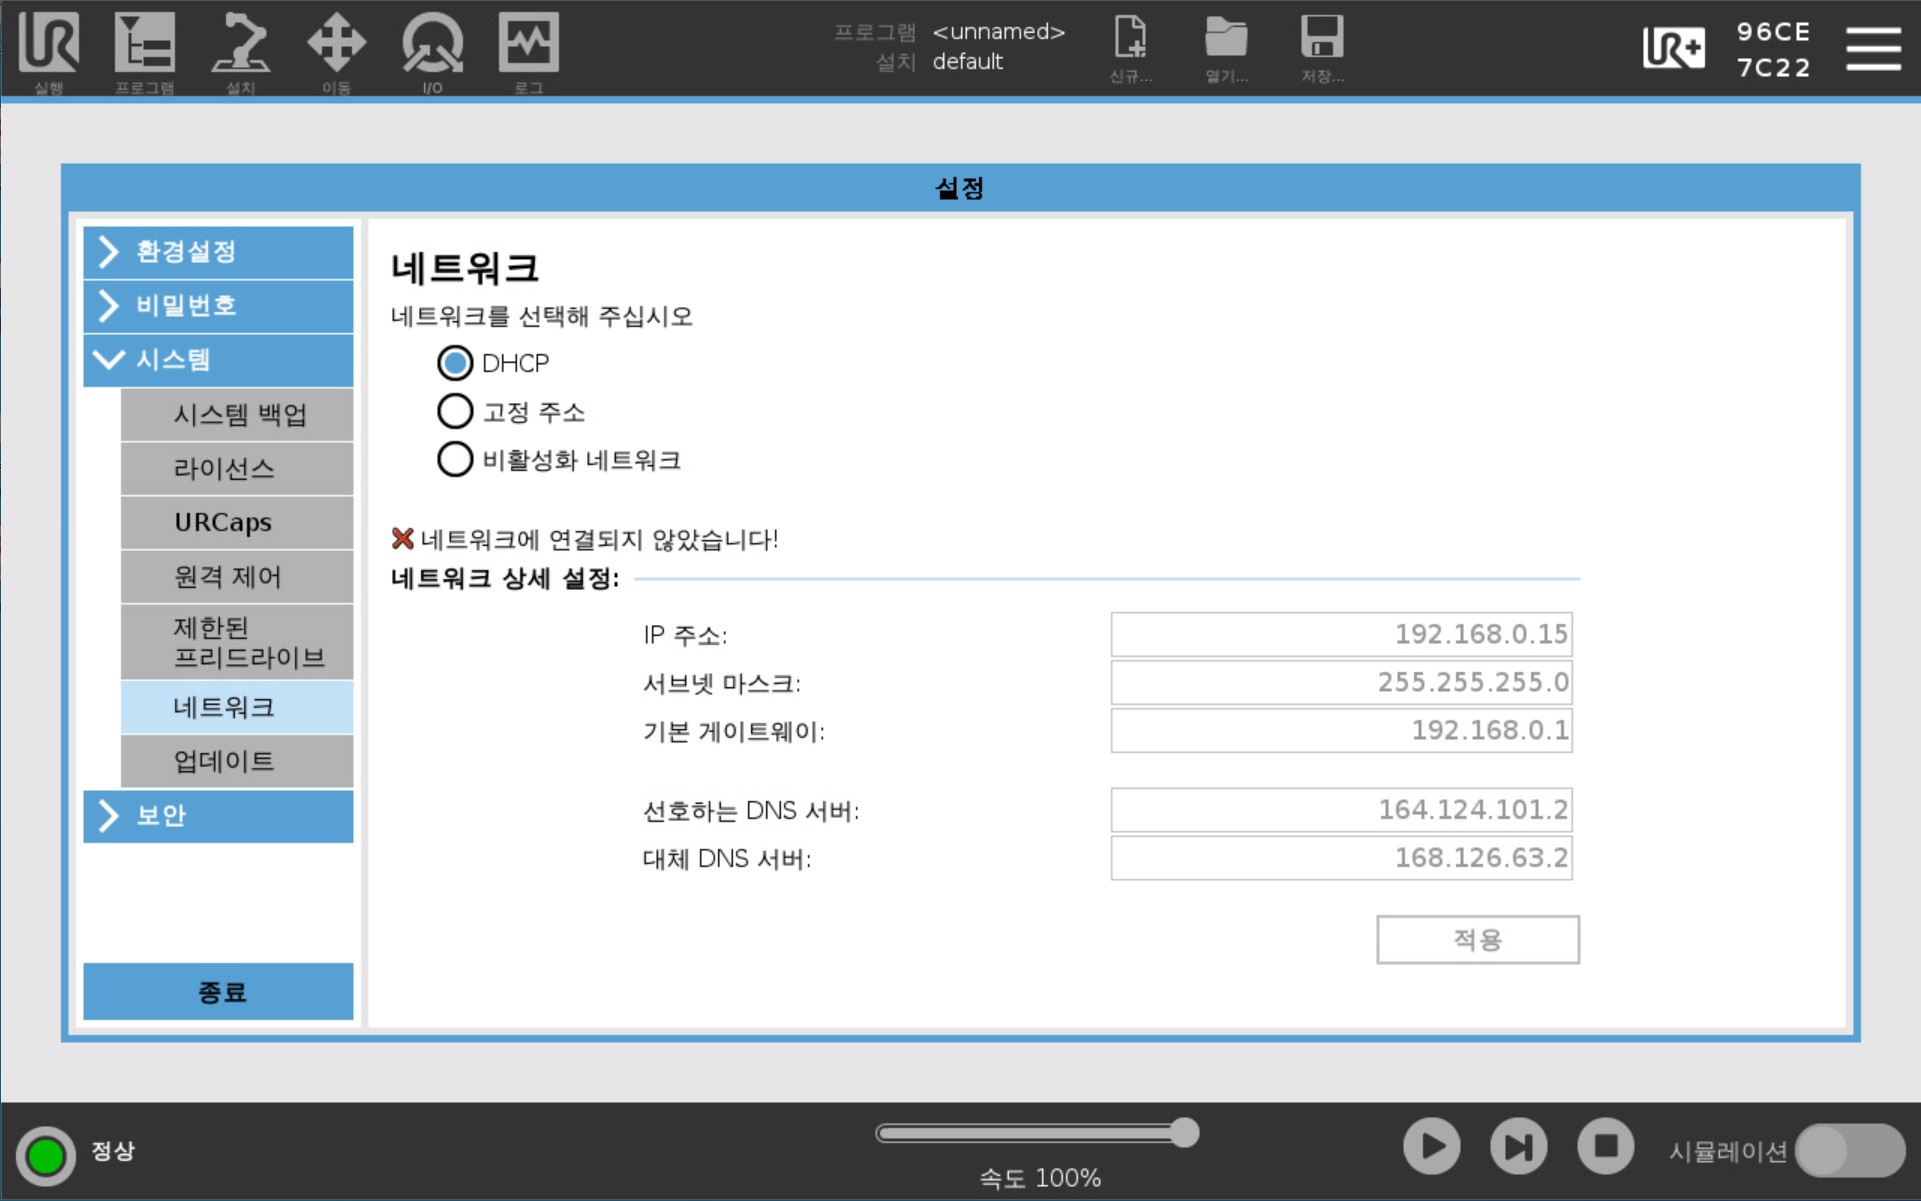 UR
실행
프로그램
설치
이동
I/O
로그
프로그램 <unnamed>
설치 default
신규...
열기...
저장...
UR+
96CE
7C22
설정
환경설정
비밀번호
시스템
시스템 백업
라이선스
URCaps
원격 제어
제한된
프리드라이브
네트워크
업데이트
보안
종료
네트워크
네트워크를 선택해 주십시오
DHCP
고정 주소
비활성화 네트워크
네트워크에 연결되지 않았습니다!
네트워크 상세 설정:
IP 주소: 192.168.0.15
서브넷 마스크: 255.255.255.0
기본 게이트웨이: 192.168.0.1
선호하는 DNS 서버: 164.124.101.2
대체 DNS 서버: 168.126.63.2
적용
정상
속도 100%
시뮬레이션